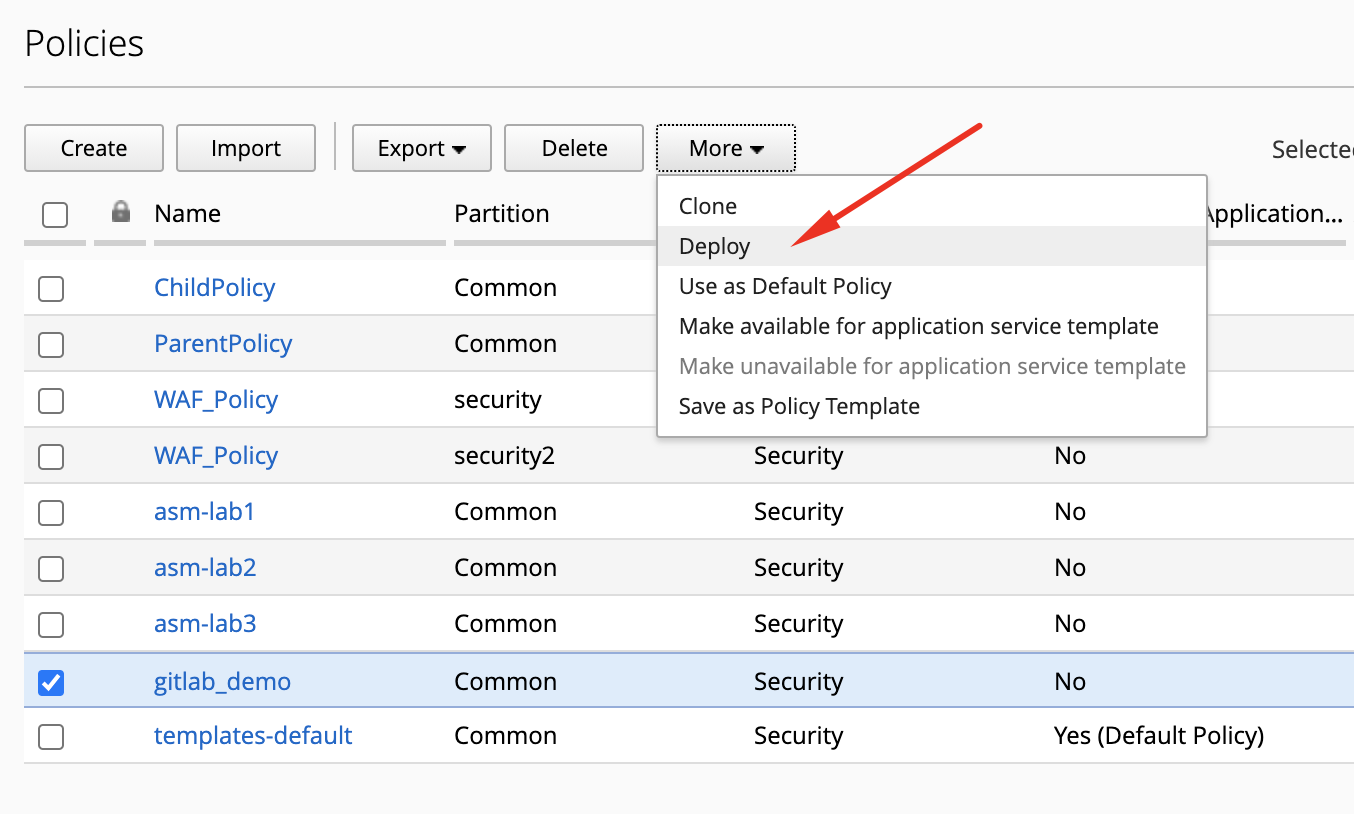 Policies
Create Import Export Delete More Selected
Clone
Deploy
Use as Default Policy
Make available for application service template
Make unavailable for application service template
Save as Policy Template
Name Partition Application...
ChildPolicy Common
ParentPolicy Common
WAF_Policy security
WAF_Policy security2 Security No
asm-lab1 Common Security No
asm-lab2 Common Security No
asm-lab3 Common Security No
gitlab_demo Common Security No
templates-default Common Security Yes (Default Policy)